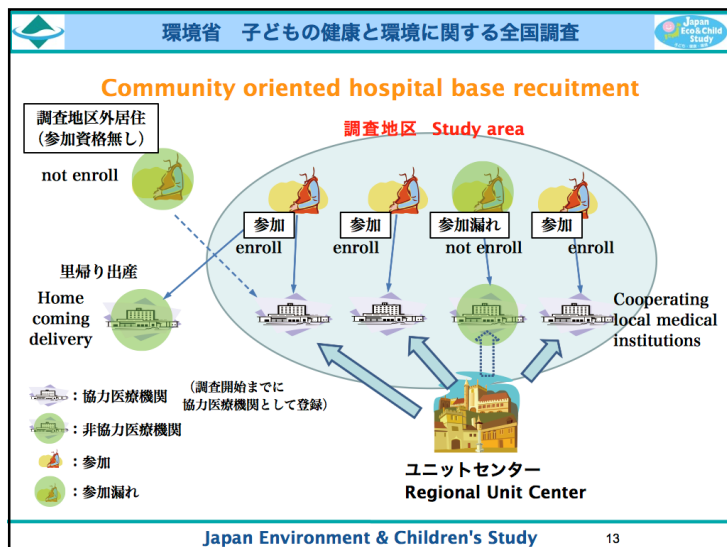 環境省 子どもの健康と環境に関する全国調査
Japan
Eco & Child
Study
Community oriented hospital base recuitment
調査地区外居住
（参加資格無し）
not enroll
調査地区 Study area
参加
enroll
参加
enroll
参加漏れ
not enroll
参加
enroll
里帰り出産
Home
coming
delivery
Cooperating
local medical
institutions
：協力医療機関
（調査開始までに
協力医療機関として登録）
：非協力医療機関
：参加
：参加漏れ
ユニットセンター
Regional Unit Center
Japan Environment & Children's Study
13